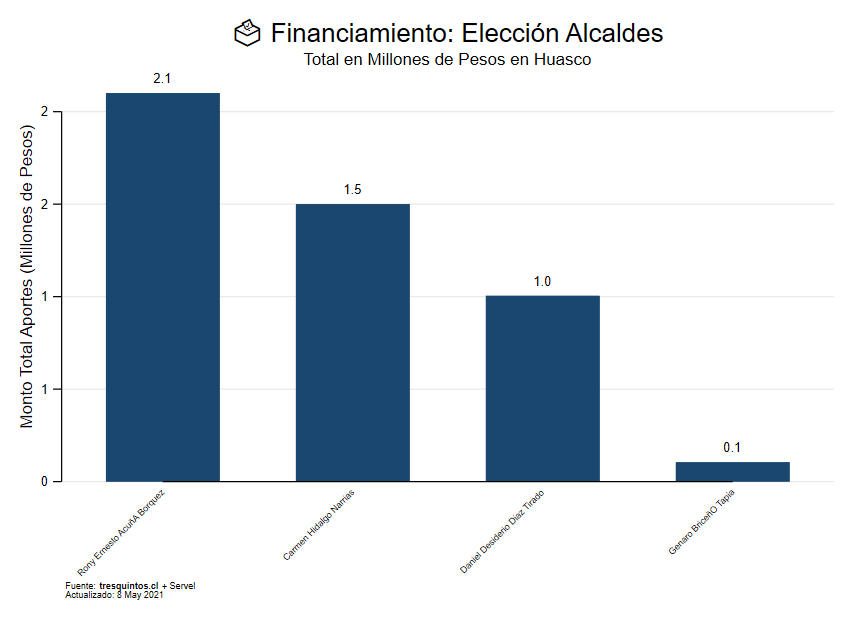 Financiamiento: Elección Alcaldes
Total en Millones de Pesos en Huasco
Monto Total Aportes (Millones de Pesos)
2
2
1
1
0
2.1
1.5
1.0
0.1
Rony Ernesto AcuñA Borquez
Carmen Hidalgo Narrias
Daniel Desiderio Diaz Tirado
Genaro BriceñO Tapia
Fuente: tresquintos.cl + Servel
Actualizado: 8 May 2021